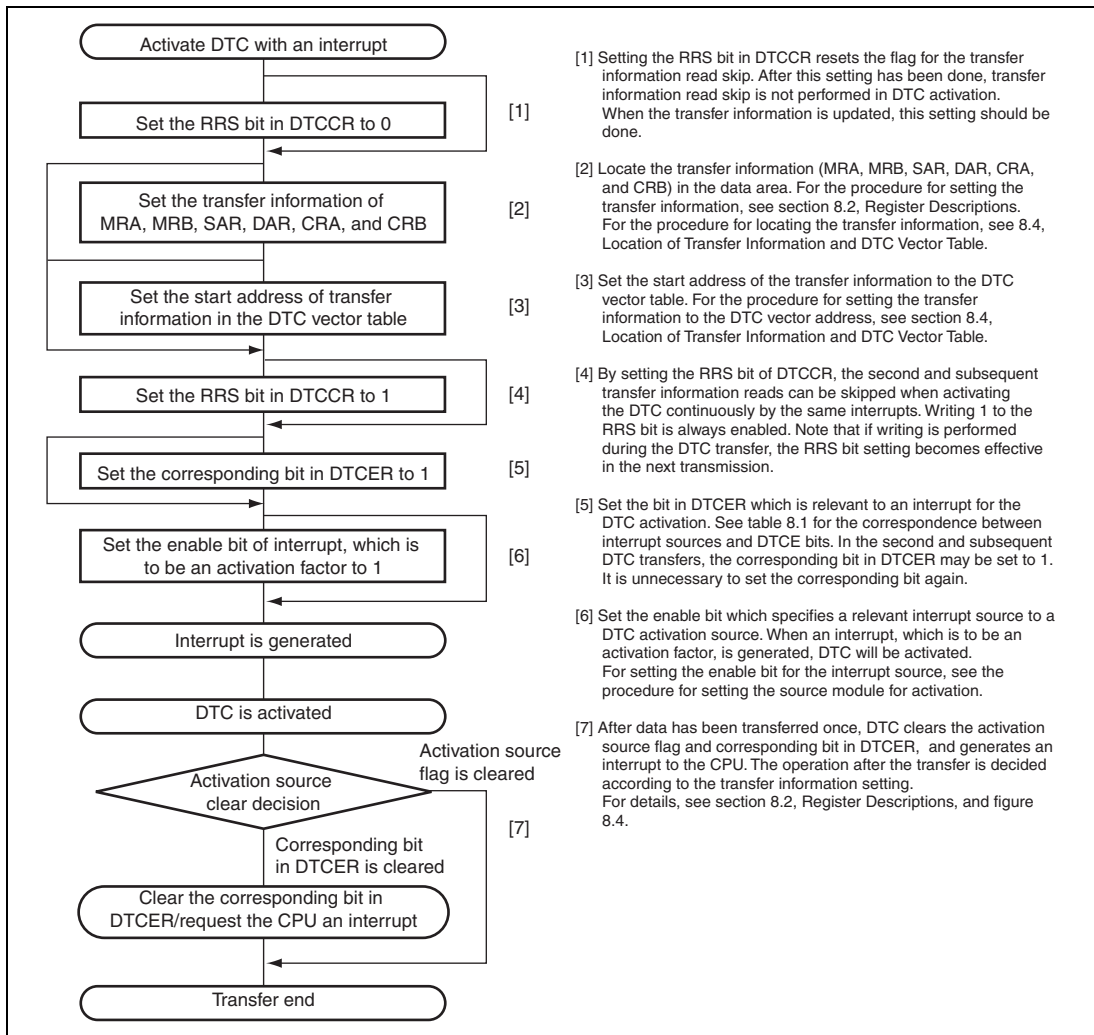 Activate DTC with an interrupt
Set the RRS bit in DTCCR to 0
[1]
Set the transfer information of
MRA, MRB, SAR, DAR, CRA, and CRB
[2]
Set the start address of transfer
information in the DTC vector table
[3]
Set the RRS bit in DTCCR to 1
[4]
Set the corresponding bit in DTCER to 1
[5]
Set the enable bit of interrupt, which is
to be an activation factor to 1
[6]
Interrupt is generated
DTC is activated
Activation source
clear decision
Activation source
flag is cleared
[7]
Corresponding bit
in DTCER is cleared
Clear the corresponding bit in
DTCER/request the CPU an interrupt
Transfer end
[1] Setting the RRS bit in DTCCR resets the flag for the transfer
information read skip. After this setting has been done, transfer
information read skip is not performed in DTC activation.
When the transfer information is updated, this setting should be
done.
[2] Locate the transfer information (MRA, MRB, SAR, DAR, CRA,
and CRB) in the data area. For the procedure for setting the
transfer information, see section 8.2, Register Descriptions.
For the procedure for locating the transfer information, see 8.4,
Location of Transfer Information and DTC Vector Table.
[3] Set the start address of the transfer information to the DTC
vector table. For the procedure for setting the transfer
information to the DTC vector address, see section 8.4,
Location of Transfer Information and DTC Vector Table.
[4] By setting the RRS bit of DTCCR, the second and subsequent
transfer information reads can be skipped when activating
the DTC continuously by the same interrupts. Writing 1 to the
RRS bit is always enabled. Note that if writing is performed
during the DTC transfer, the RRS bit setting becomes effective
in the next transmission.
[5] Set the bit in DTCER which is relevant to an interrupt for the
DTC activation. See table 8.1 for the correspondence between
interrupt sources and DTCE bits. In the second and subsequent
DTC transfers, the corresponding bit in DTCER may be set to 1.
It is unnecessary to set the corresponding bit again.
[6] Set the enable bit which specifies a relevant interrupt source to a
DTC activation source. When an interrupt, which is to be an
activation factor, is generated, DTC will be activated.
For setting the enable bit for the interrupt source, see the
procedure for setting the source module for activation.
[7] After data has been transferred once, DTC clears the activation
source flag and corresponding bit in DTCER, and generates an
interrupt to the CPU. The operation after the transfer is decided
according to the transfer information setting.
For details, see section 8.2, Register Descriptions, and figure
8.4.